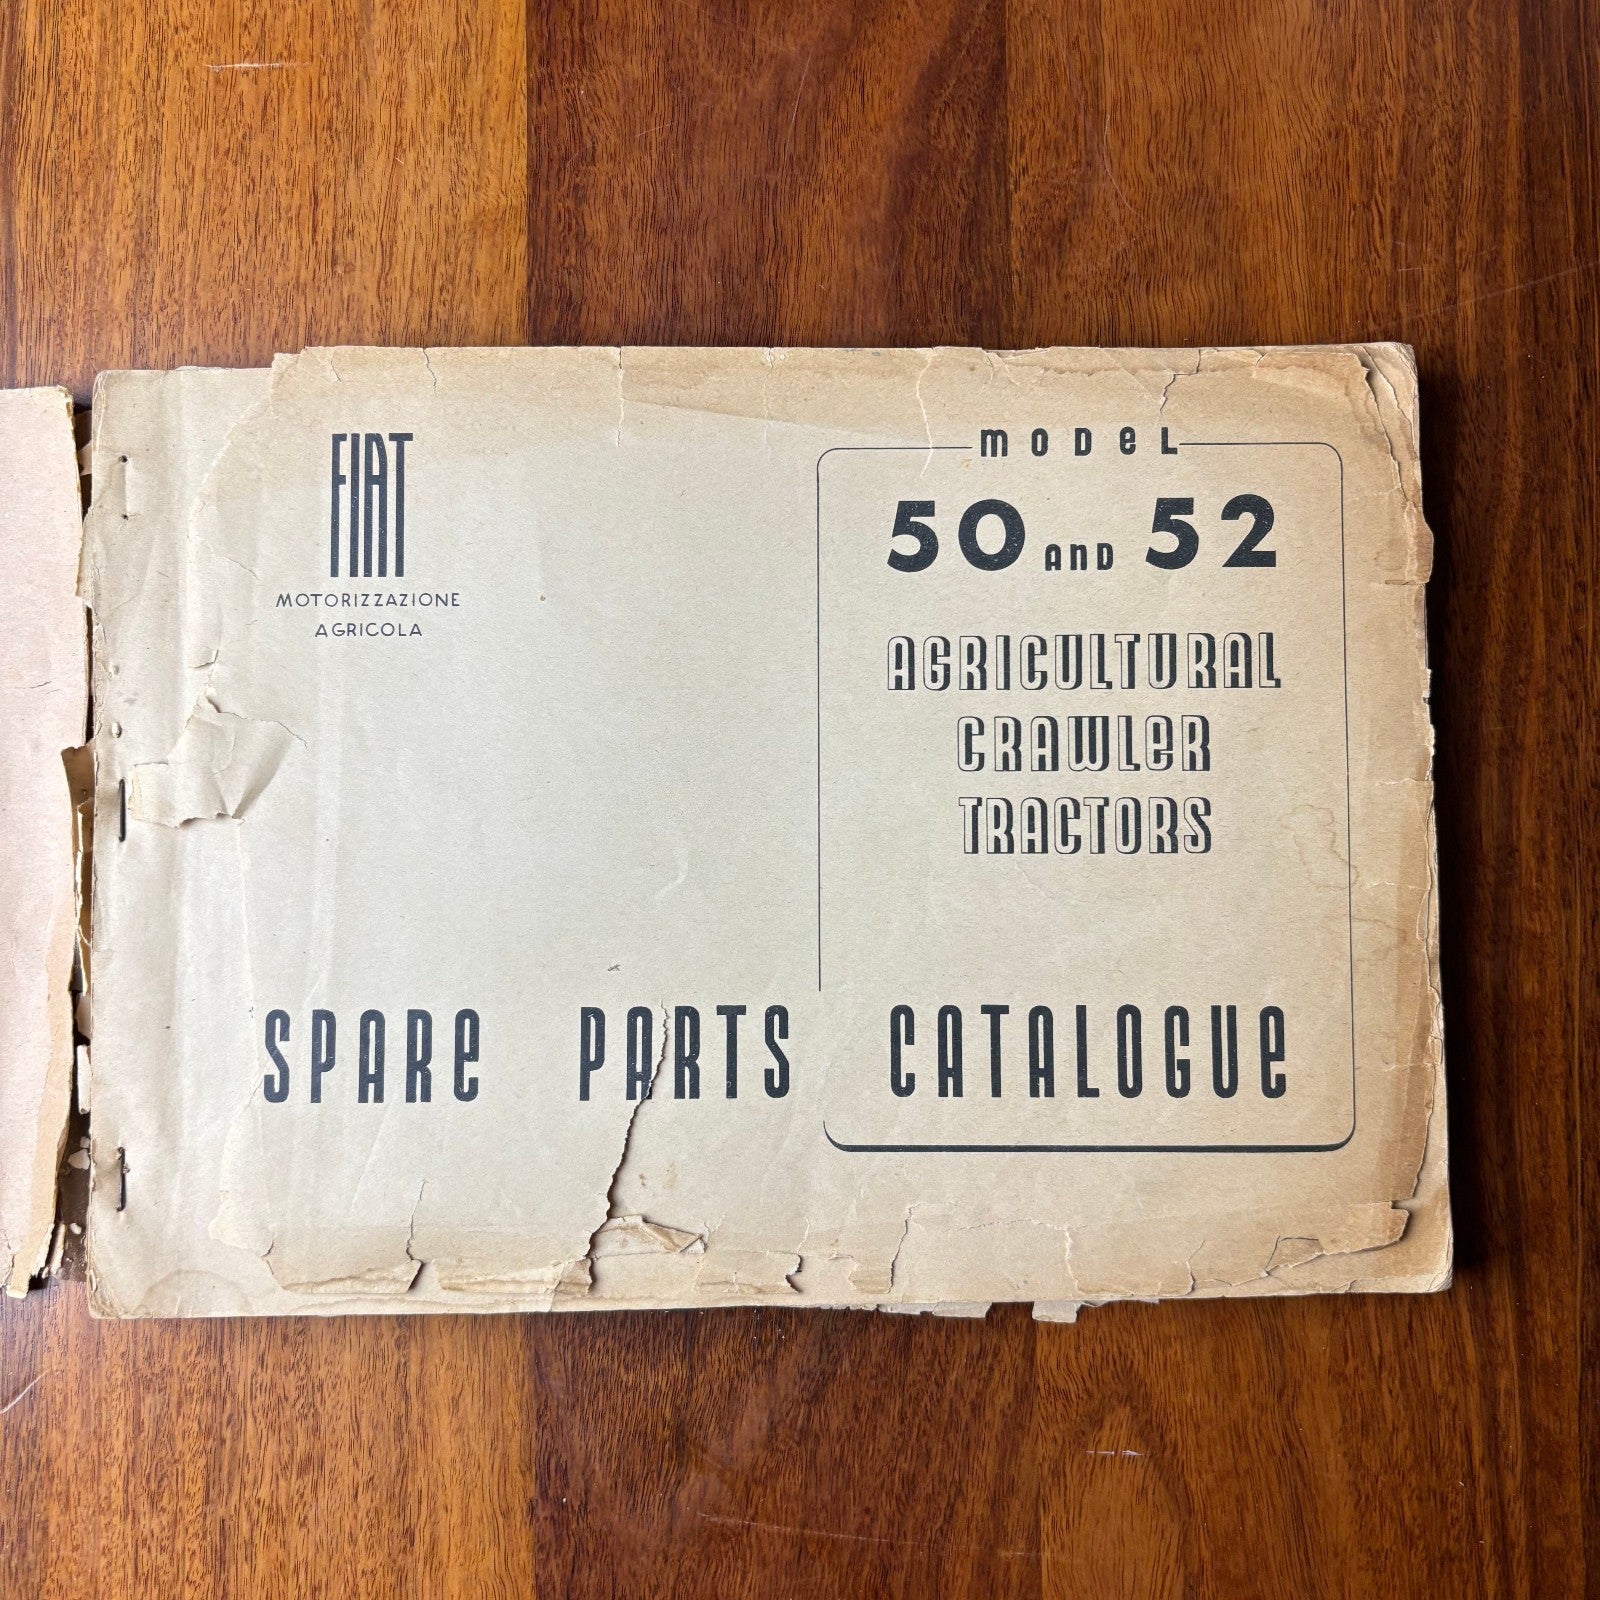 FIAT
MOTORIZZAZIONE
AGRICOLA
MODEL
50 AND 52
AGRICULTURAL
CRAWLER
TRACTORS
SPARE PARTS CATALOGUE